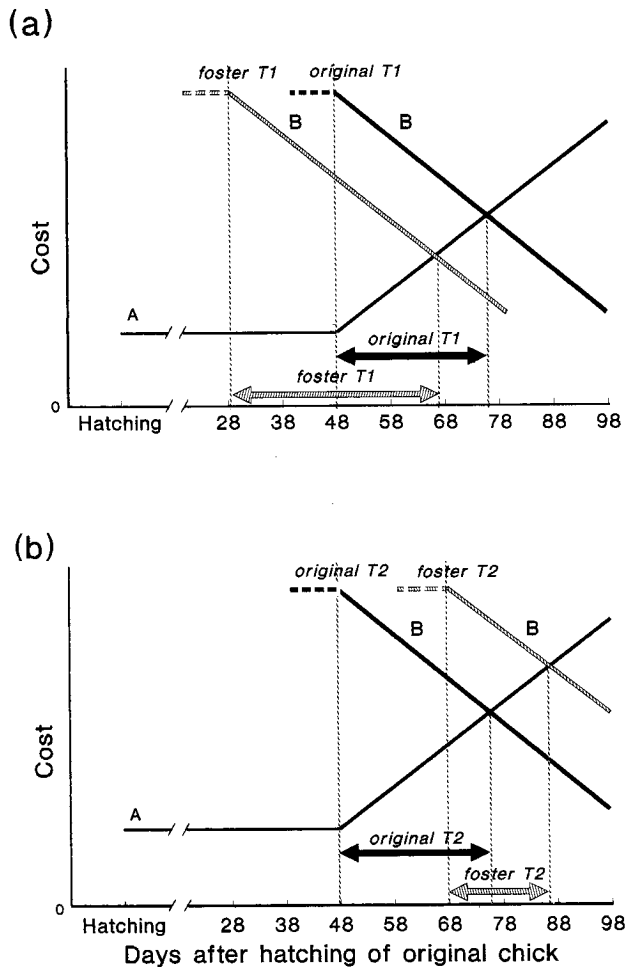 (a)
foster T1
original T1
B
B
Cost
A
original T1
foster T1
0
Hatching
28 38 48 58 68 78 88 98
(b)
original T2
foster T2
B
B
Cost
A
original T2
foster T2
0
Hatching
28 38 48 58 68 78 88 98
Days after hatching of original chick